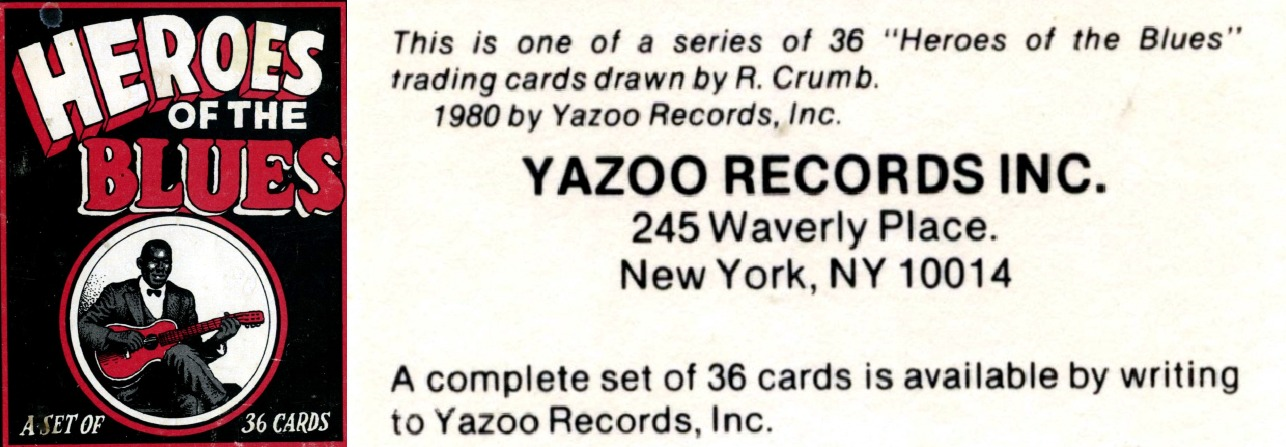 HEROES
OF THE
BLUES
A SET OF 36 CARDS
This is one of a series of 36 "Heroes of the Blues"
trading cards drawn by R. Crumb.
1980 by Yazoo Records, Inc.
YAZOO RECORDS INC.
245 Waverly Place.
New York, NY 10014
A complete set of 36 cards is available by writing
to Yazoo Records, Inc.